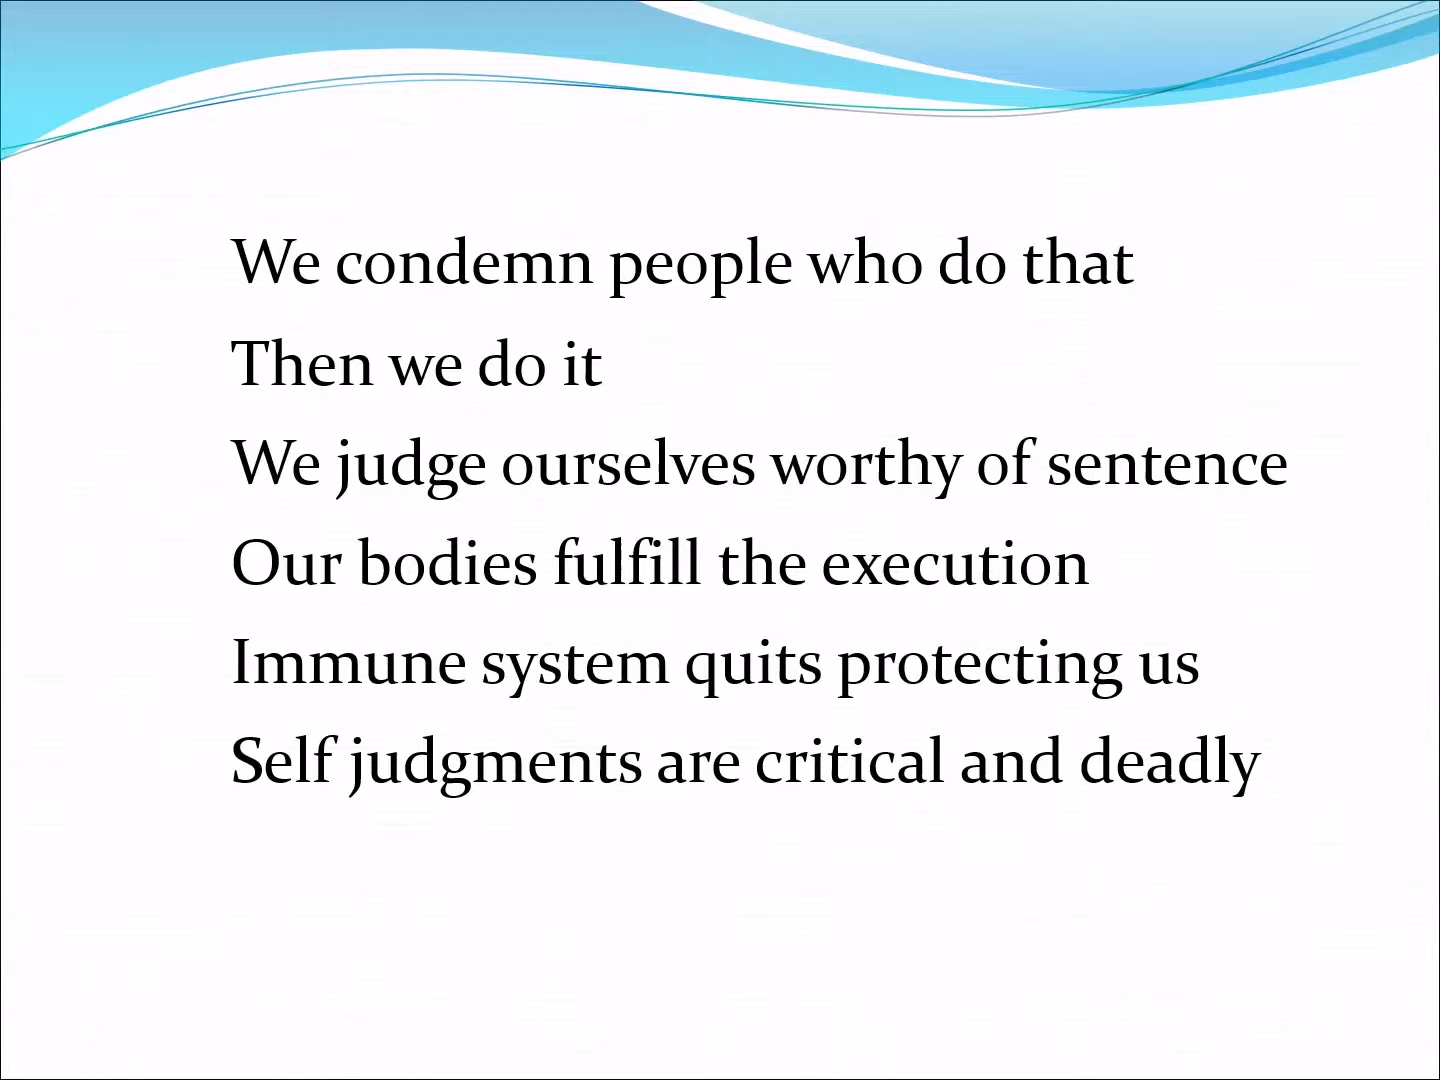 We condemn people who do that
Then we do it
We judge ourselves worthy of sentence
Our bodies fulfill the execution
Immune system quits protecting us
Self judgments are critical and deadly